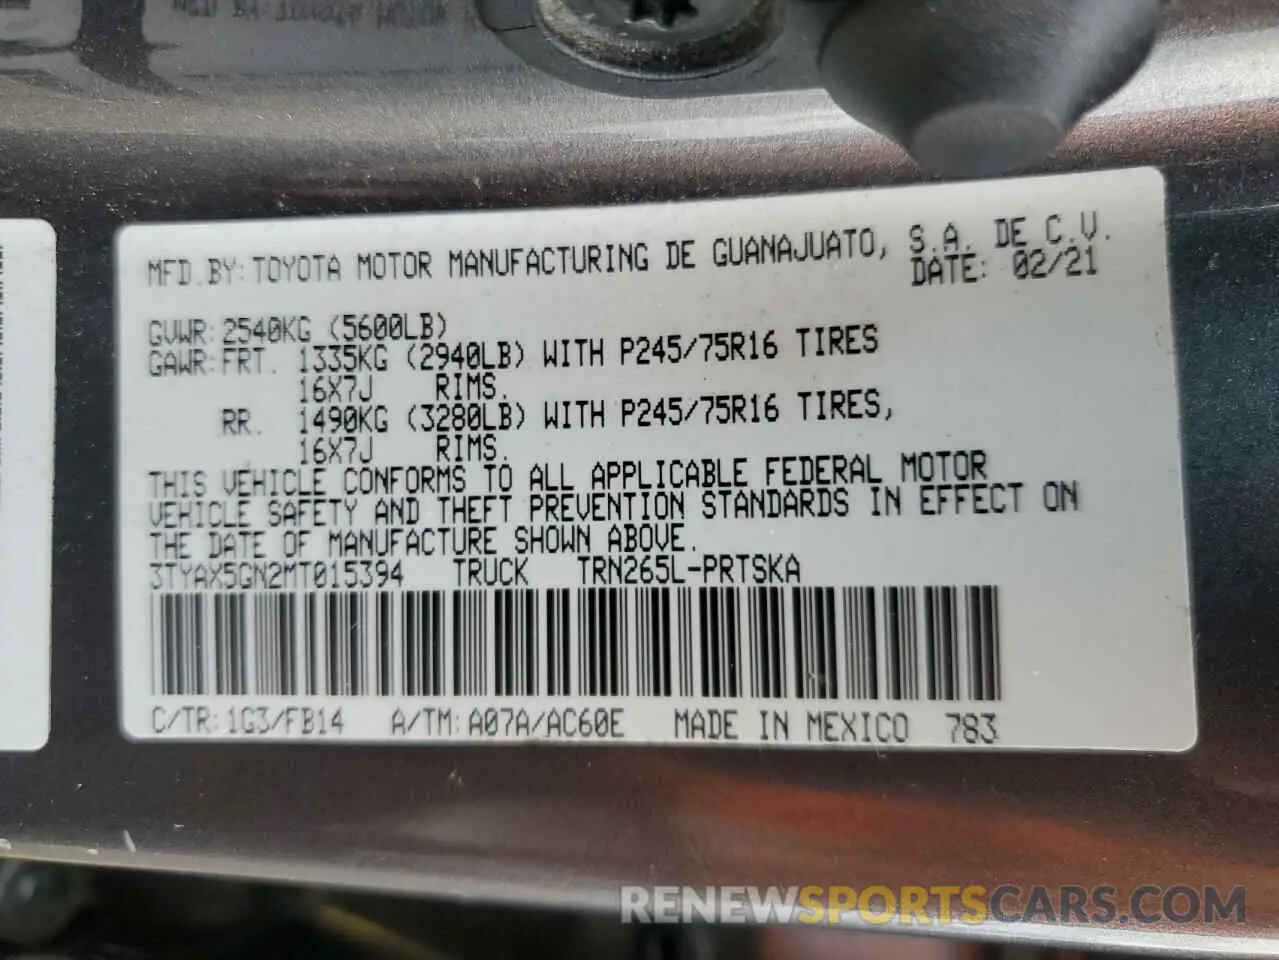 MFD.BY:TOYOTA MOTOR MANUFACTURING DE GUANAJUATO, S.A. DE C.V.
DATE: 02/21
GVWR:2540KG (5600LB)
GAWR:FRT. 1335KG (2940LB) WITH P245/75R16 TIRES
16X7J RIMS.
RR. 1490KG (3280LB) WITH P245/75R16 TIRES,
16X7J RIMS.
THIS VEHICLE CONFORMS TO ALL APPLICABLE FEDERAL MOTOR
VEHICLE SAFETY AND THEFT PREVENTION STANDARDS IN EFFECT ON
THE DATE OF MANUFACTURE SHOWN ABOVE.
3TYAX5GN2MT015394 TRUCK TRN265L-PRTSKA
C/TR:1G3/FB14 A/TM:A07A/AC60E MADE IN MEXICO 783
RENEWSPORTSCARS.COM